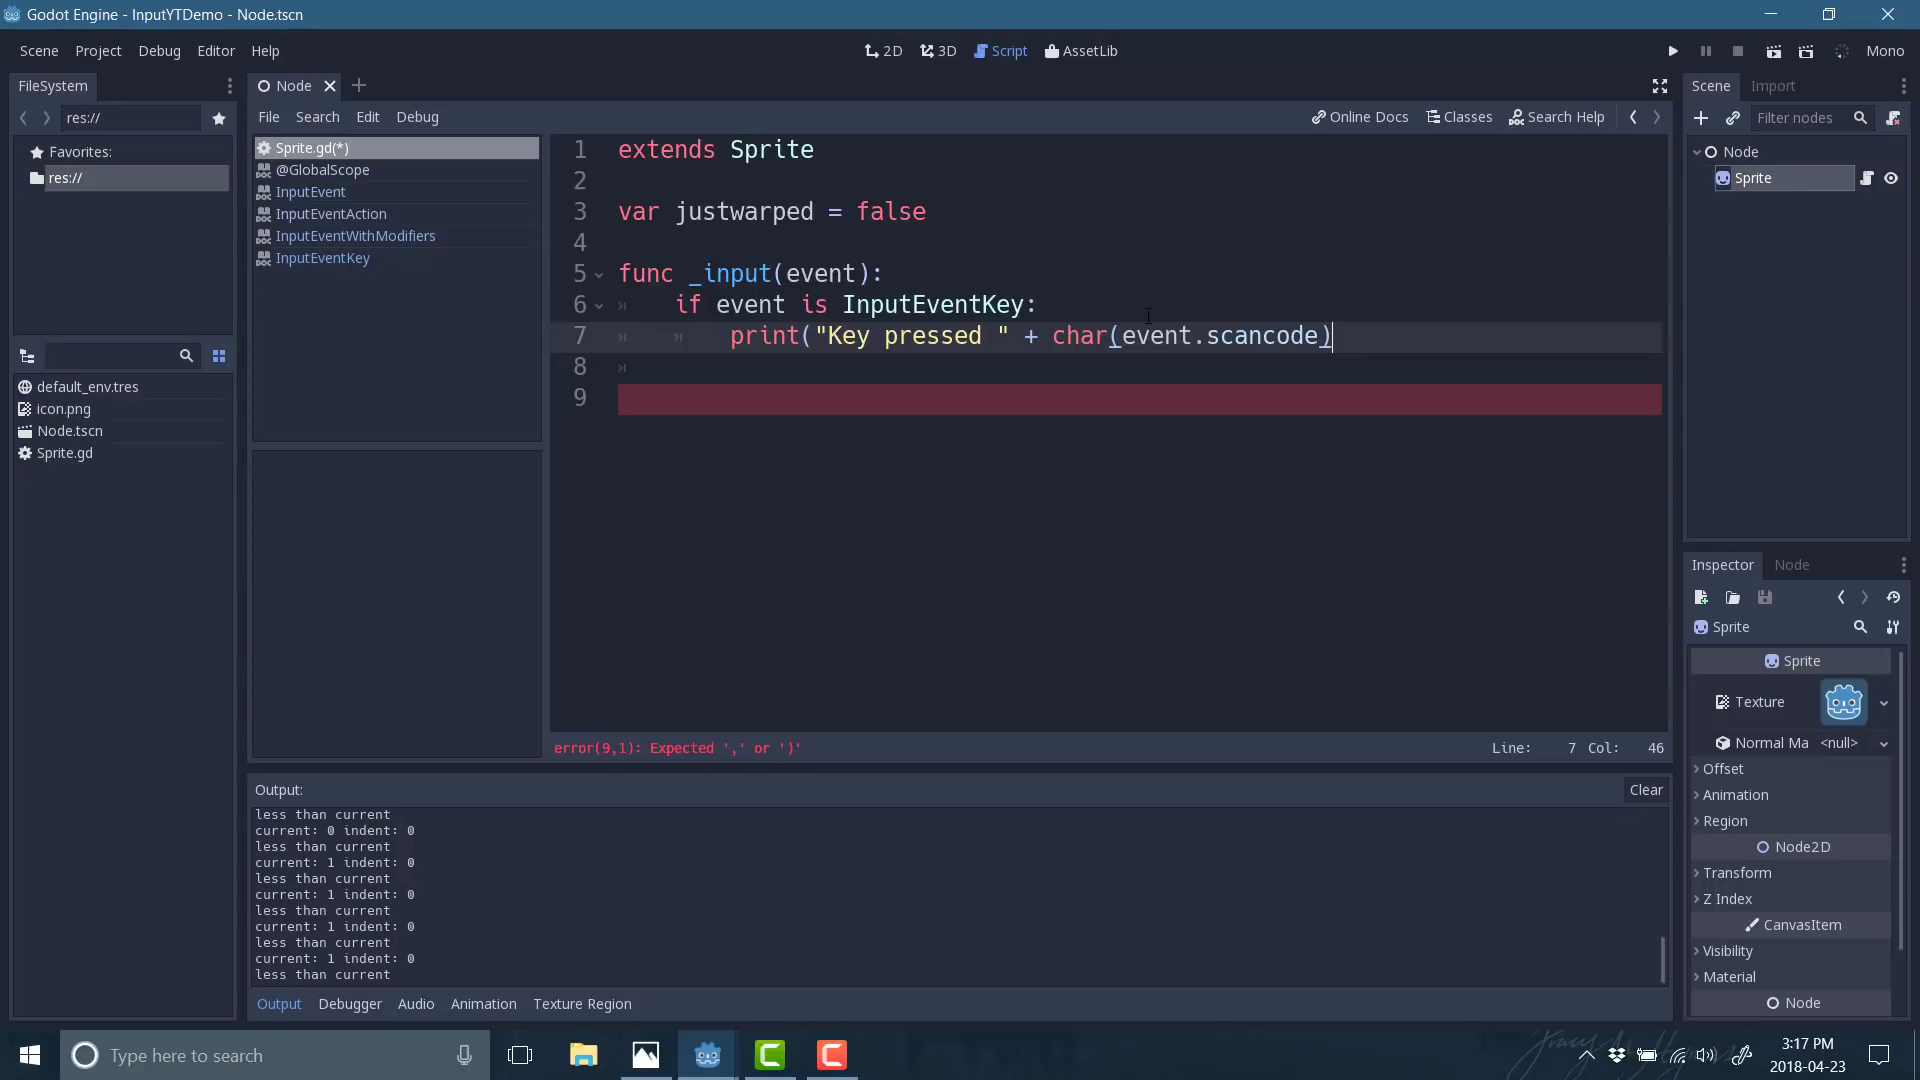 Godot Engine - InputYTDemo - Node.tscn
Scene Project Debug Editor Help
2D 3D Script AssetLib
Mono
FileSystem
res://
Favorites:
res://
default_env.tres
icon.png
Node.tscn
Sprite.gd
Node
File Search Edit Debug
Online Docs Classes Search Help
Sprite.gd(*)
@GlobalScope
InputEvent
InputEventAction
InputEventWithModifiers
InputEventKey
1 extends Sprite
2
3 var justwarped = false
4
5 func _input(event):
6 if event is InputEventKey:
7 print("Key pressed " + char(event.scancode)
8
9
error(9,1): Expected ',' or ')'
Line: 7 Col: 46
Output:
Clear
less than current
current: 0 indent: 0
less than current
current: 1 indent: 0
less than current
current: 1 indent: 0
less than current
current: 1 indent: 0
less than current
current: 1 indent: 0
less than current
Output Debugger Audio Animation Texture Region
Scene Import
Filter nodes
Node
Sprite
Inspector Node
Sprite
Sprite
Texture
Normal Ma <null>
Offset
Animation
Region
Node2D
Transform
Z Index
CanvasItem
Visibility
Material
Node
Type here to search
3:17 PM
2018-04-23